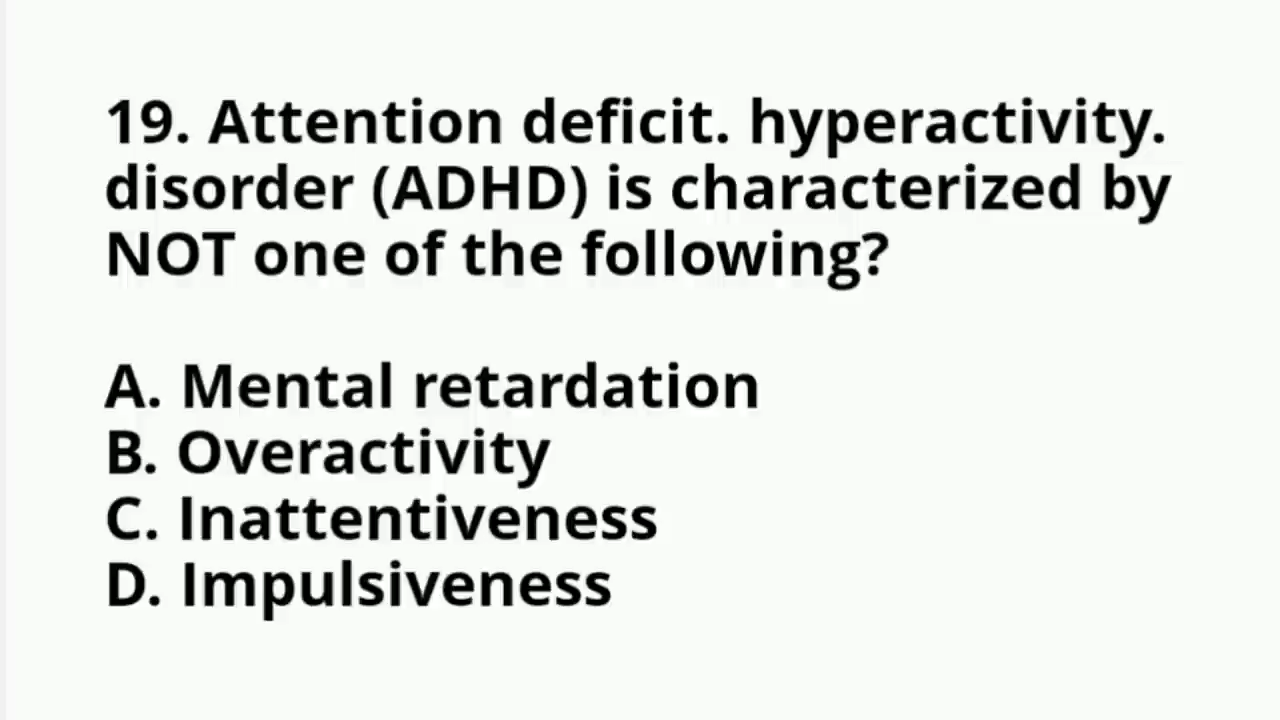 19. Attention deficit. hyperactivity.
disorder (ADHD) is characterized by
NOT one of the following?
A. Mental retardation
B. Overactivity
C. Inattentiveness
D. Impulsiveness